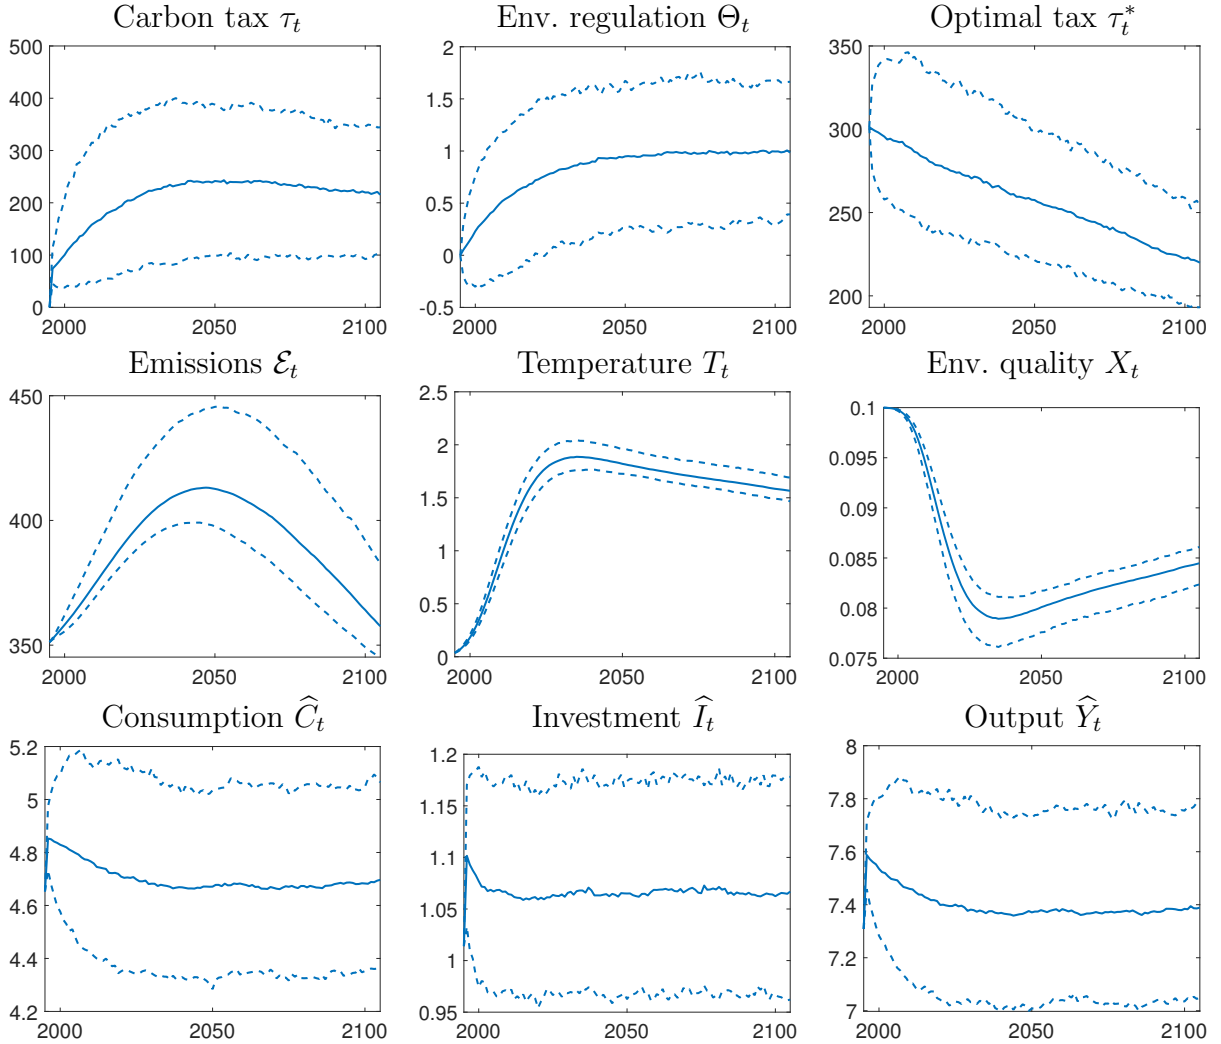 Carbon tax τ_t Env. regulation Θ_t Optimal tax τ_t^*
500 2 350
400 1.5
300 1 300
200 0.5 250
100 0
0 -0.5 200
2000 2050 2100 2000 2050 2100 2000 2050 2100
Emissions ℰ_t Temperature T_t Env. quality X_t
450 2.5 0.1
2 0.095
400 1.5 0.09
1 0.085
0.5 0.08
350 0 0.075
2000 2050 2100 2000 2050 2100 2000 2050 2100
Consumption Ĉ_t Investment Î_t Output Ŷ_t
5.2 1.2 8
5 1.15 7.8
4.8 1.1 7.6
4.6 1.05 7.4
4.4 1 7.2
4.2 0.95 7
2000 2050 2100 2000 2050 2100 2000 2050 2100